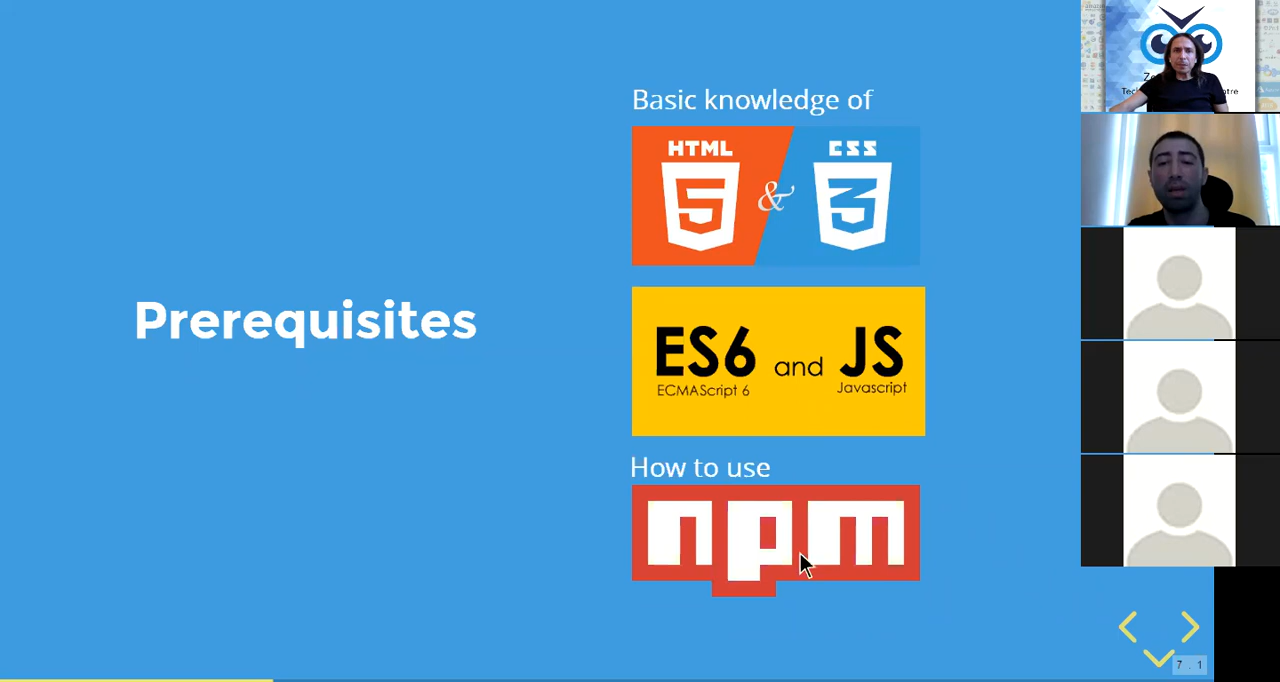 Prerequisites
Basic knowledge of
HTML
CSS
5 & 3
ES6 and JS
ECMAScript 6
Javascript
How to use
npm
7 . 1